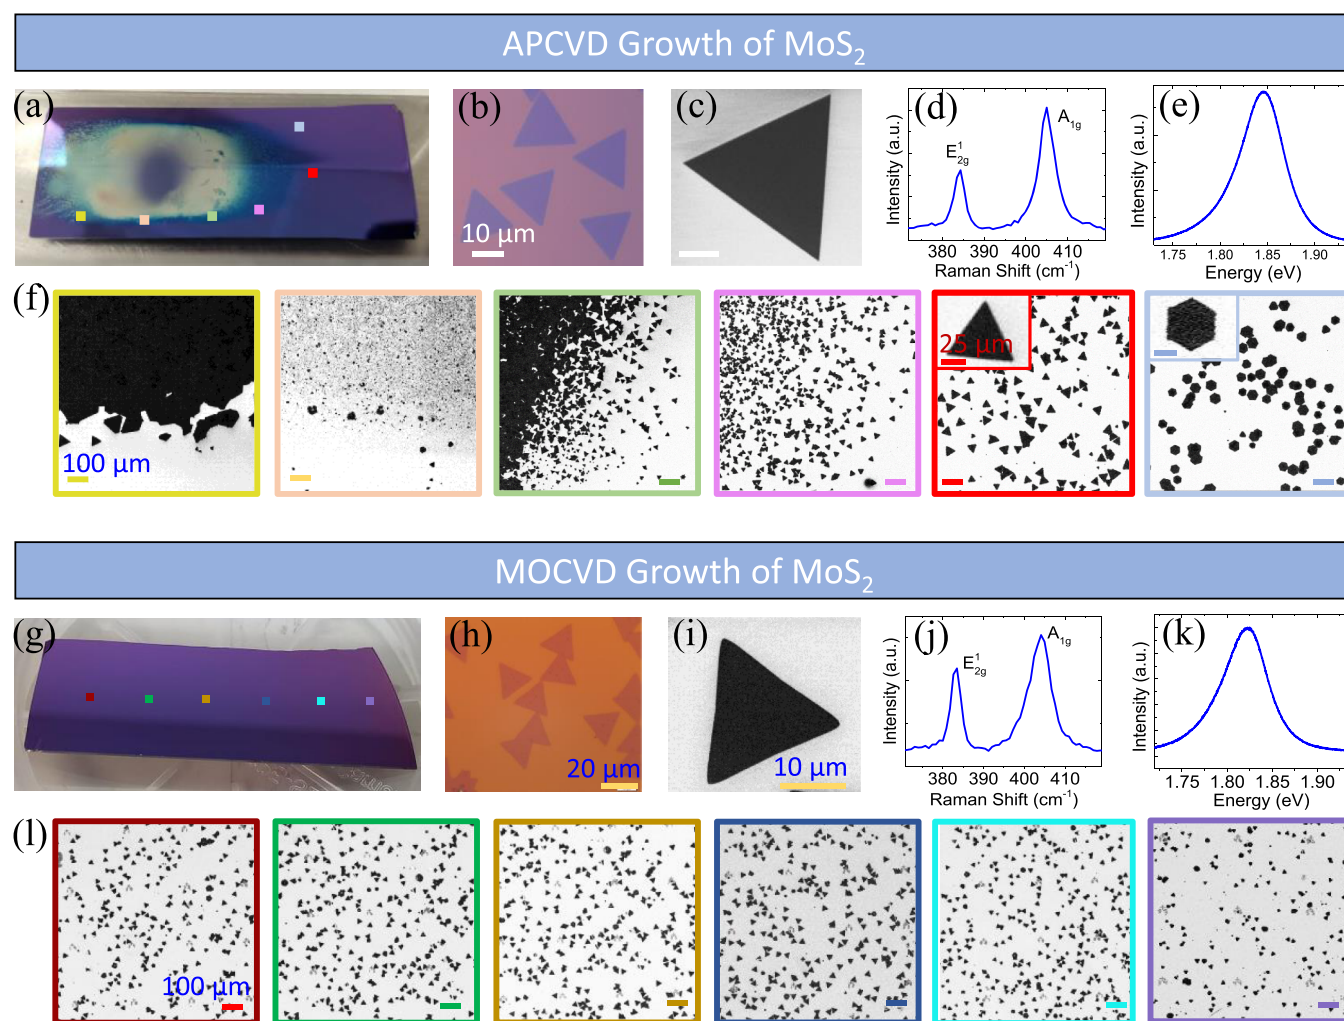 APCVD Growth of MoS₂
(a)
(b)
10 μm
(c)
(d)
Intensity (a.u.)
E¹₂g
A₁g
380 390 400 410
Raman Shift (cm⁻¹)
(e)
Intensity (a.u.)
1.75 1.80 1.85 1.90
Energy (eV)
(f)
100 μm
25 μm
MOCVD Growth of MoS₂
(g)
(h)
20 μm
(i)
10 μm
(j)
Intensity (a.u.)
E¹₂g
A₁g
380 390 400 410
Raman Shift (cm⁻¹)
(k)
Intensity (a.u.)
1.75 1.80 1.85 1.90
Energy (eV)
(l)
100 μm